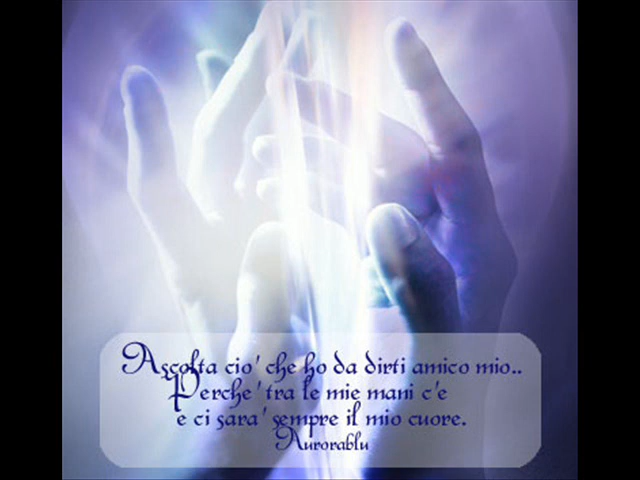 Ascolta cio' che ho da dirti amico mio..
Perche' tra le mie mani c'e
e ci sara' sempre il mio cuore.
Aurorablu